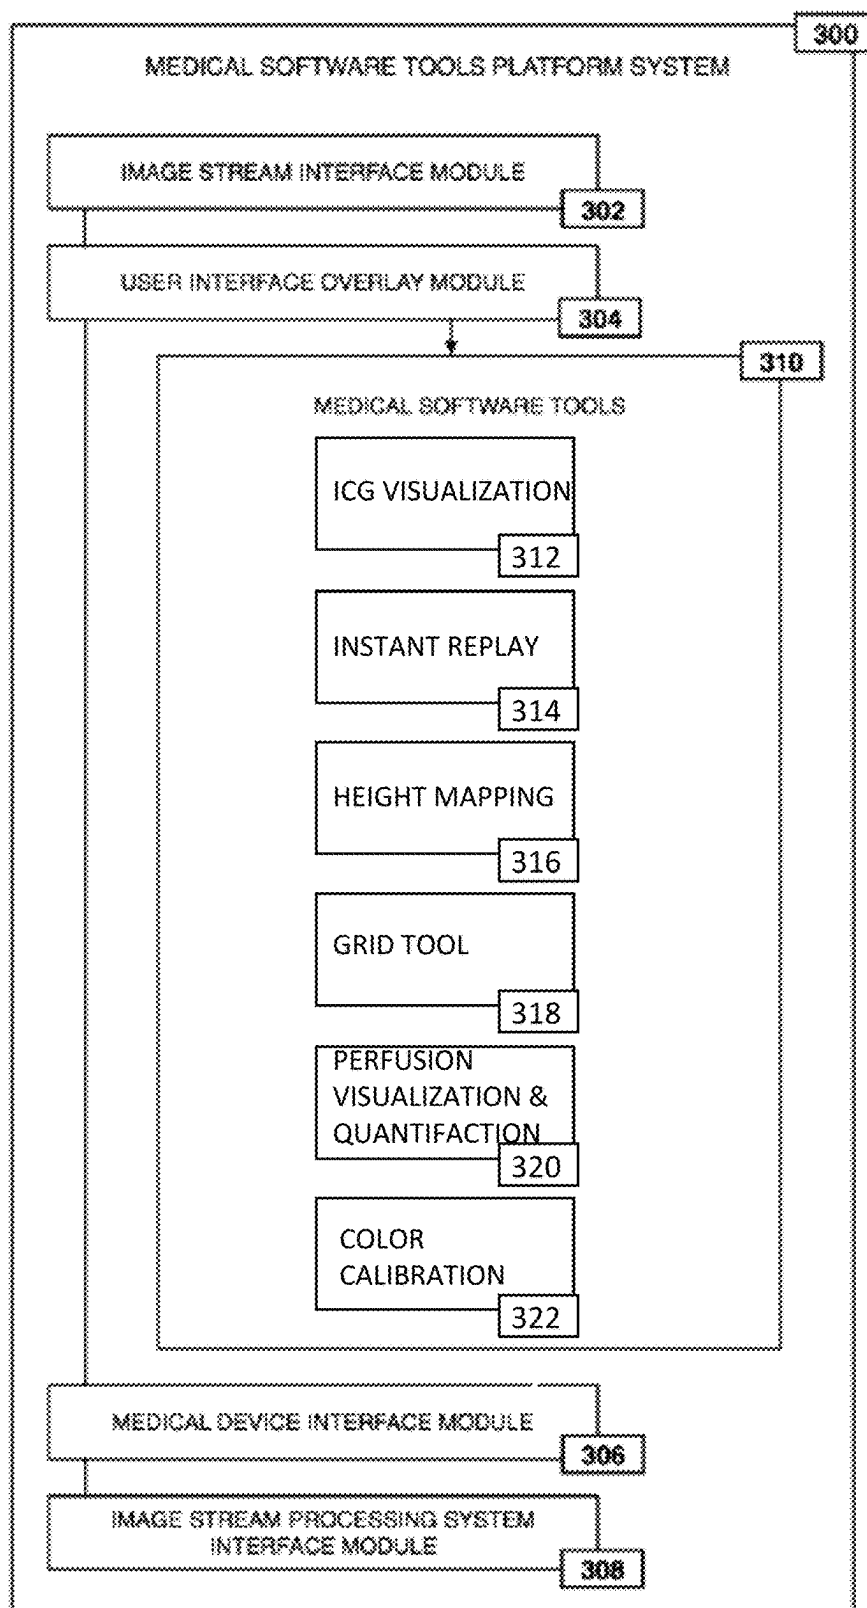 300
MEDICAL SOFTWARE TOOLS PLATFORM SYSTEM
IMAGE STREAM INTERFACE MODULE
302
USER INTERFACE OVERLAY MODULE
304
310
MEDICAL SOFTWARE TOOLS
ICG VISUALIZATION
312
INSTANT REPLAY
314
HEIGHT MAPPING
316
GRID TOOL
318
PERFUSION
VISUALIZATION &
QUANTIFACTION
320
COLOR
CALIBRATION
322
MEDICAL DEVICE INTERFACE MODULE
306
IMAGE STREAM PROCESSING SYSTEM
INTERFACE MODULE
308